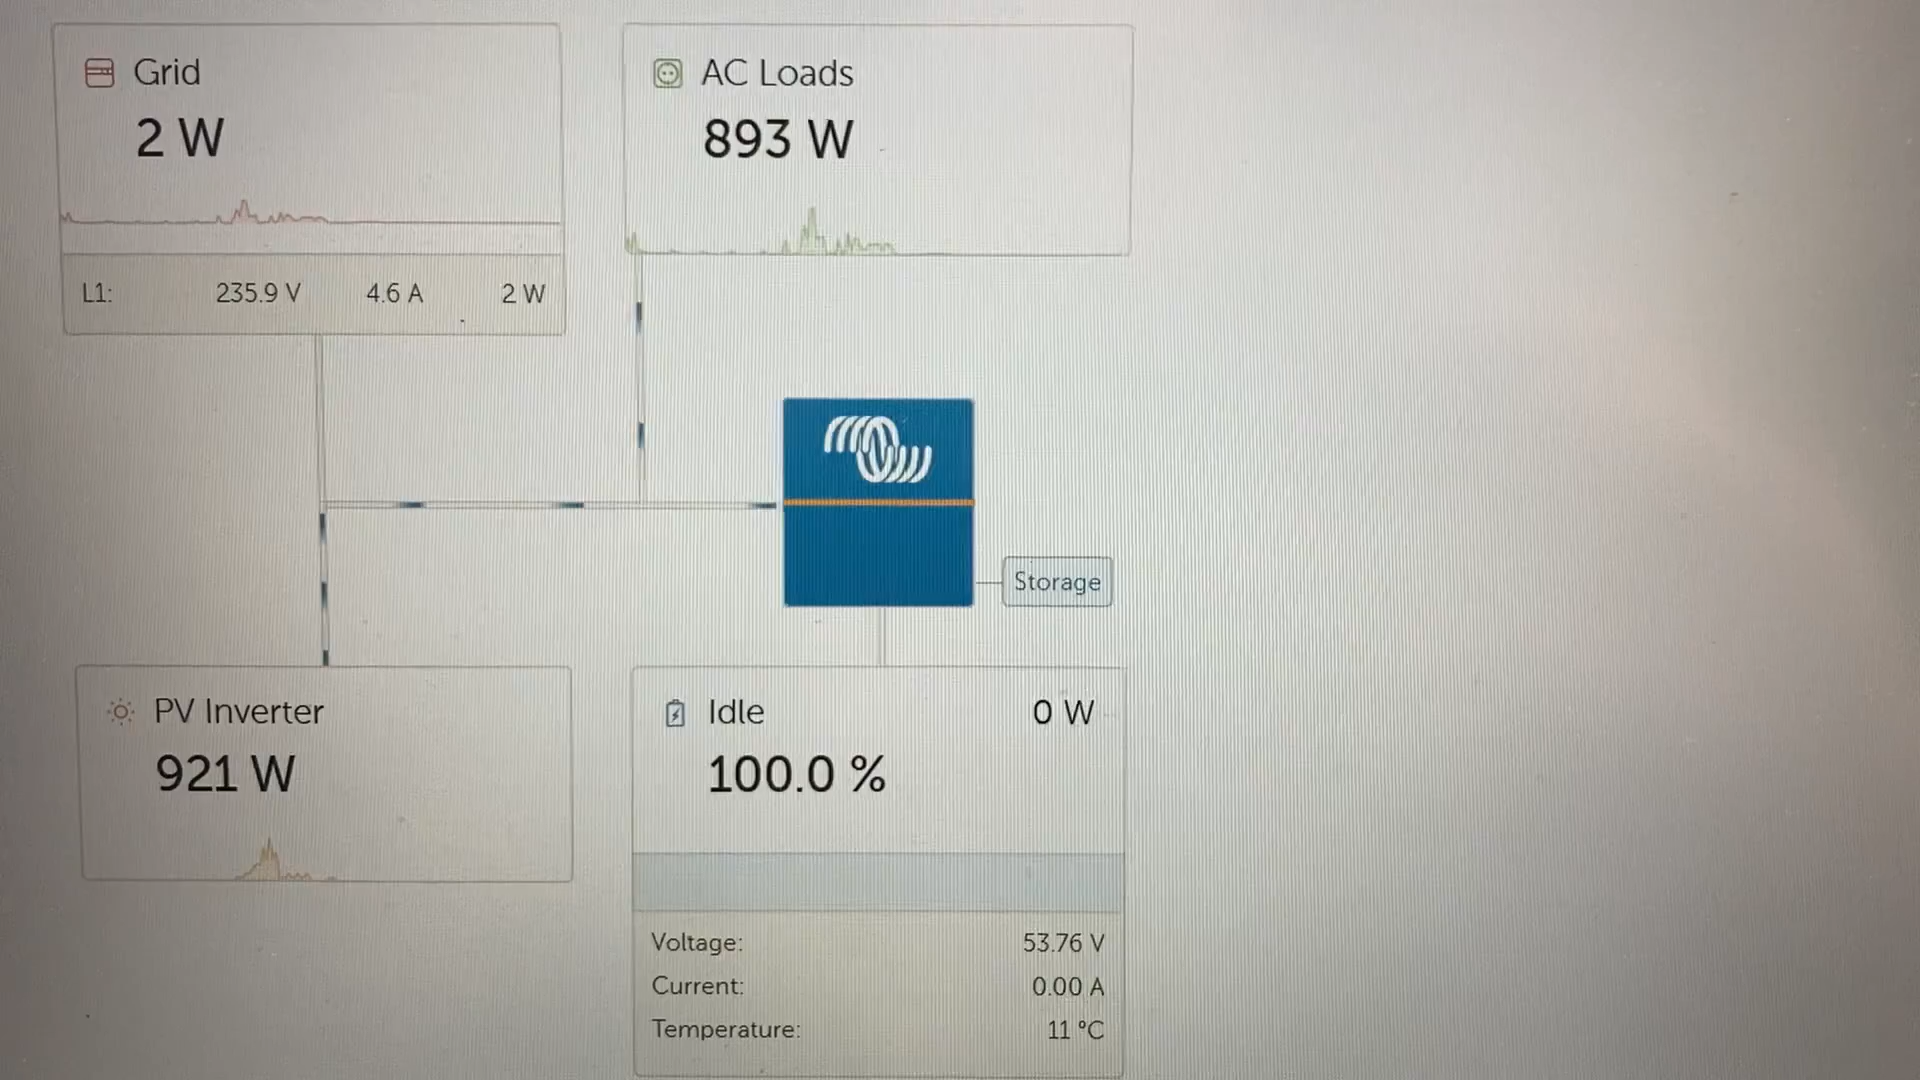 Grid
2 W
L1: 235.9 V 4.6 A 2 W
AC Loads
893 W
Storage
PV Inverter
921 W
Idle 0 W
100.0 %
Voltage: 53.76 V
Current: 0.00 A
Temperature: 11 °C